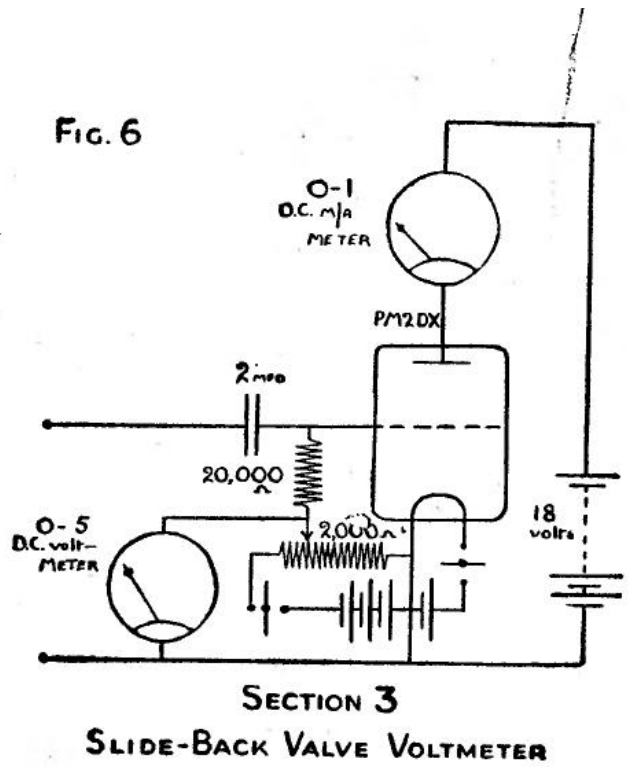 FIG. 6
0-1
D.C. M/A
METER
PM2DX
2 MFD
20,000
Ω
0-5
D.C. VOLT-
METER
2,000Ω
18
VOLTS
SECTION 3
SLIDE-BACK VALVE VOLTMETER